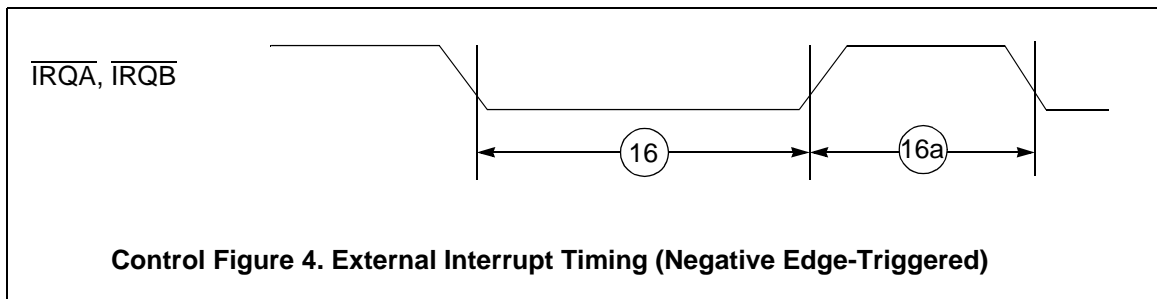 IRQA, IRQB
16
16a
Control Figure 4. External Interrupt Timing (Negative Edge-Triggered)